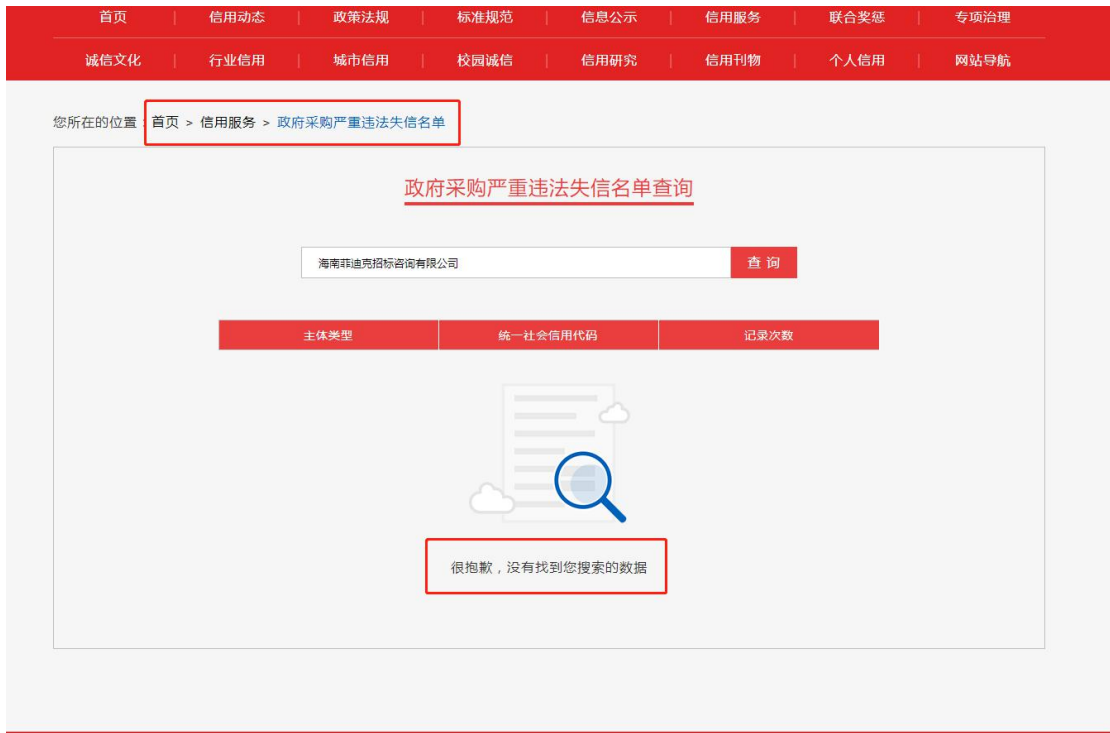 首页 | 信用动态 | 政策法规 | 标准规范 | 信息公示 | 信用服务 | 联合奖惩 | 专项治理
诚信文化 | 行业信用 | 城市信用 | 校园诚信 | 信用研究 | 信用刊物 | 个人信用 | 网站导航
您所在的位置：首页 > 信用服务 > 政府采购严重违法失信名单
政府采购严重违法失信名单查询
海南菲迪克招标咨询有限公司 查 询
主体类型 统一社会信用代码 记录次数
很抱歉，没有找到您搜索的数据